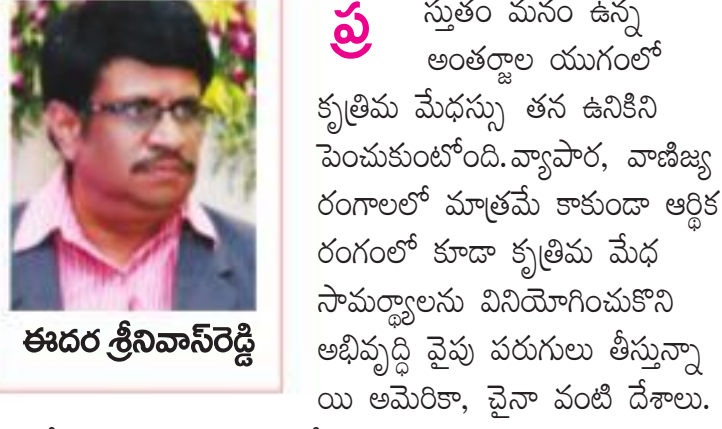 ప్రస్తుతం మనం ఉన్న
అంతర్జాల యుగంలో
కృత్రిమ మేధస్సు తన ఉనికిని
పెంచుకుంటోంది. వ్యాపార, వాణిజ్య
రంగాలలో మాత్రమే కాకుండా ఆర్థిక
రంగంలో కూడా కృత్రిమ మేధ
సామర్థ్యాలను వినియోగించుకొని
అభివృద్ధి వైపు పరుగులు తీస్తున్నా
యి అమెరికా, చైనా వంటి దేశాలు.
ఈదర శ్రీనివాస్‌రెడ్డి